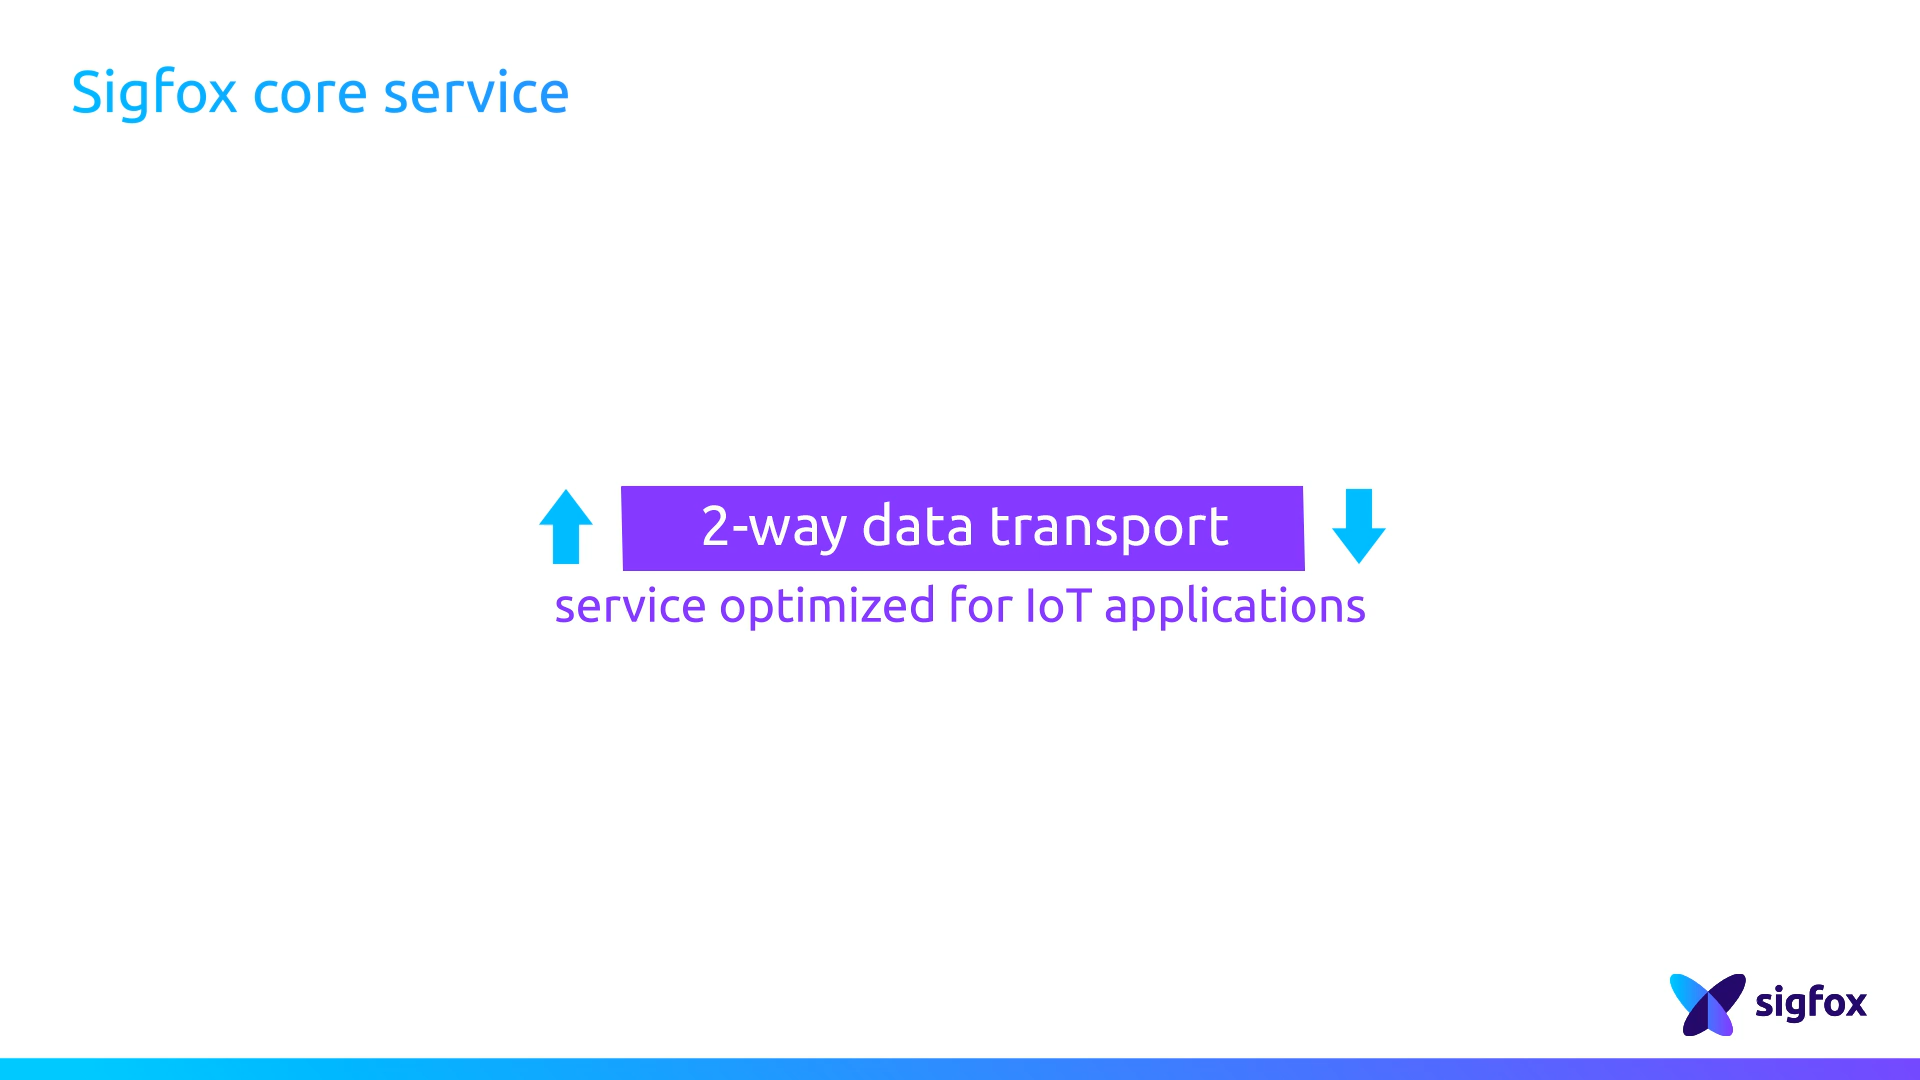 Sigfox core service
2-way data transport
service optimized for IoT applications
sigfox